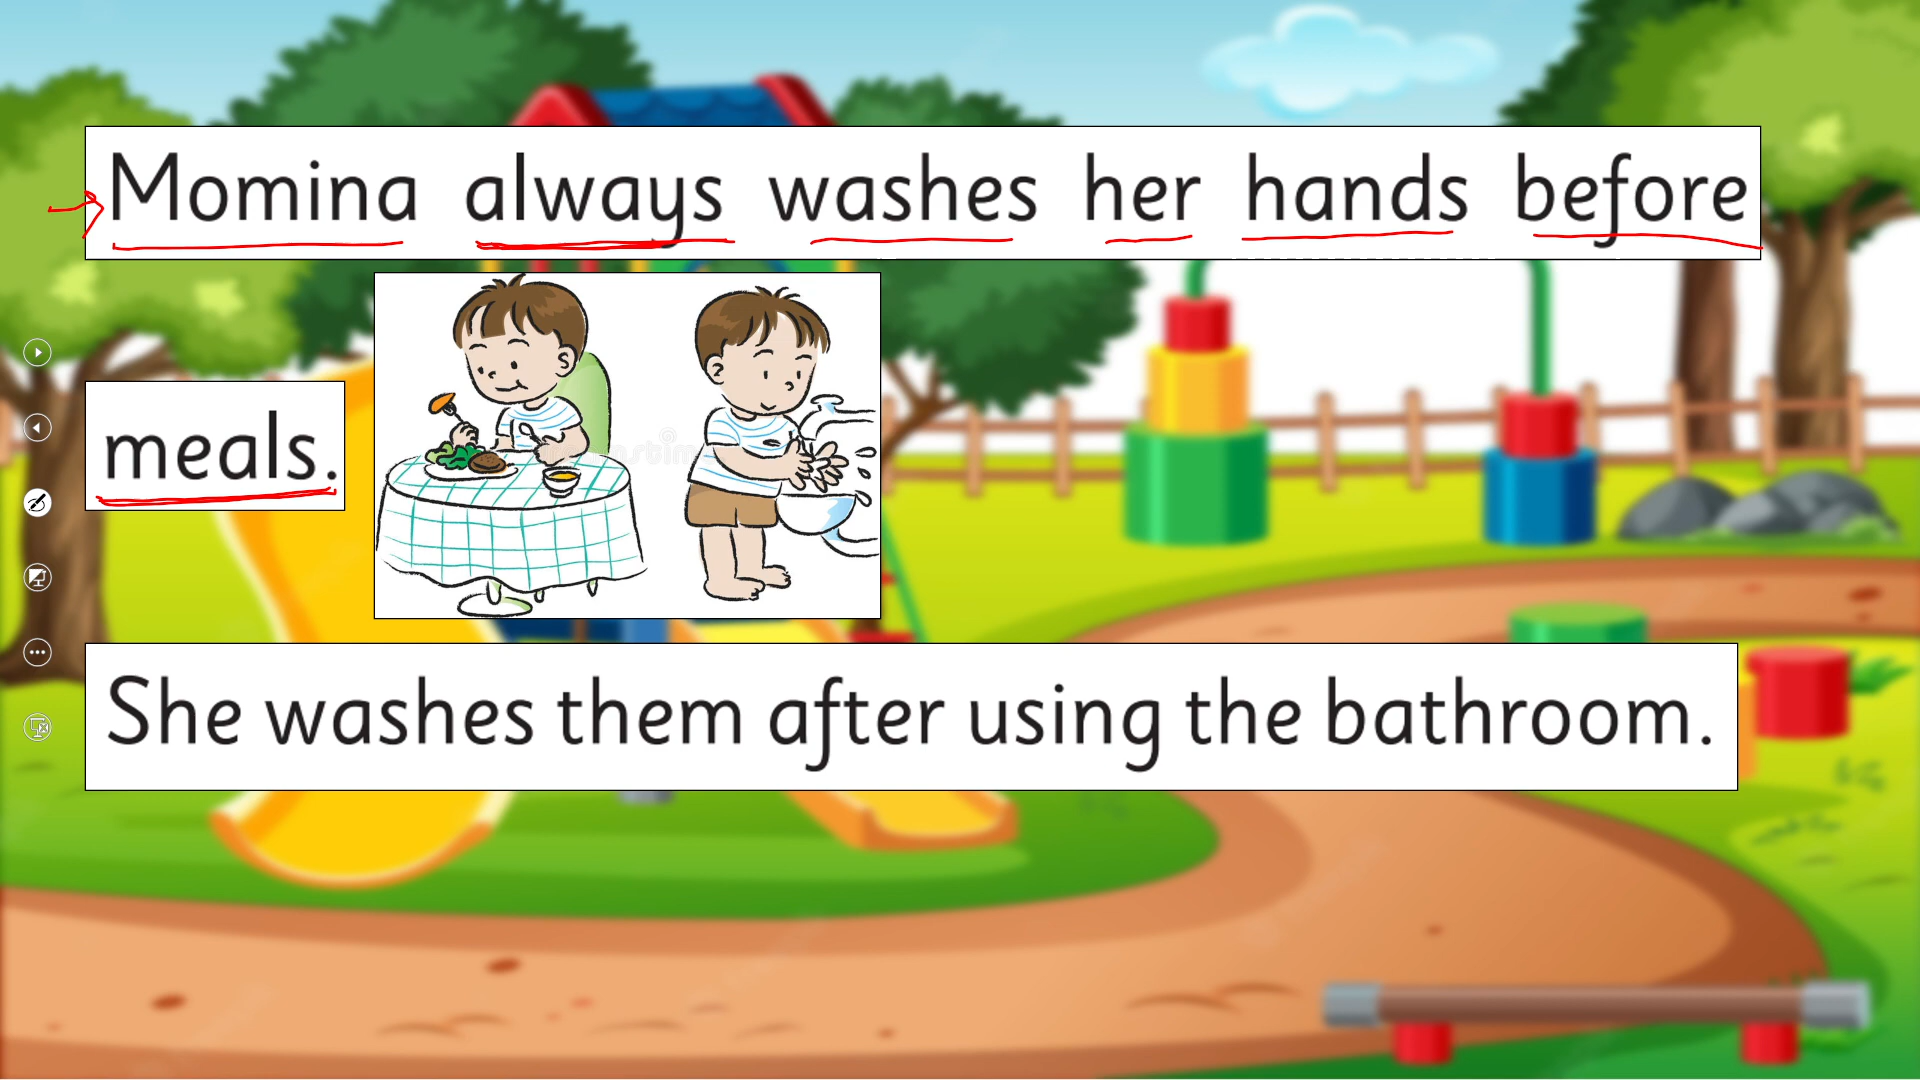 Momina always washes her hands before
meals.
She washes them after using the bathroom.